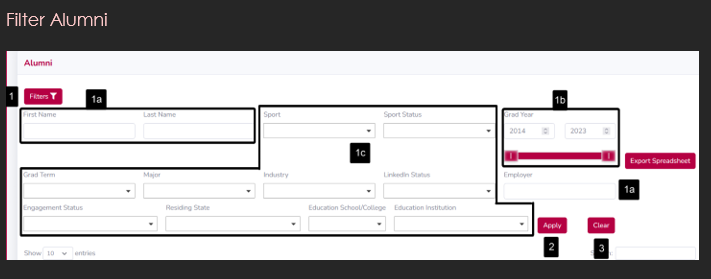 Filter Alumni
Alumni
1
Filters
1a
1b
First Name Last Name Sport Sport Status Grad Year
2014 2023
1c
Export Spreadsheet
Grad Term Major Industry LinkedIn Status Employer
1a
Engagement Status Residing State Education School/College Education Institution
Apply Clear
2 3
Show 10 entries